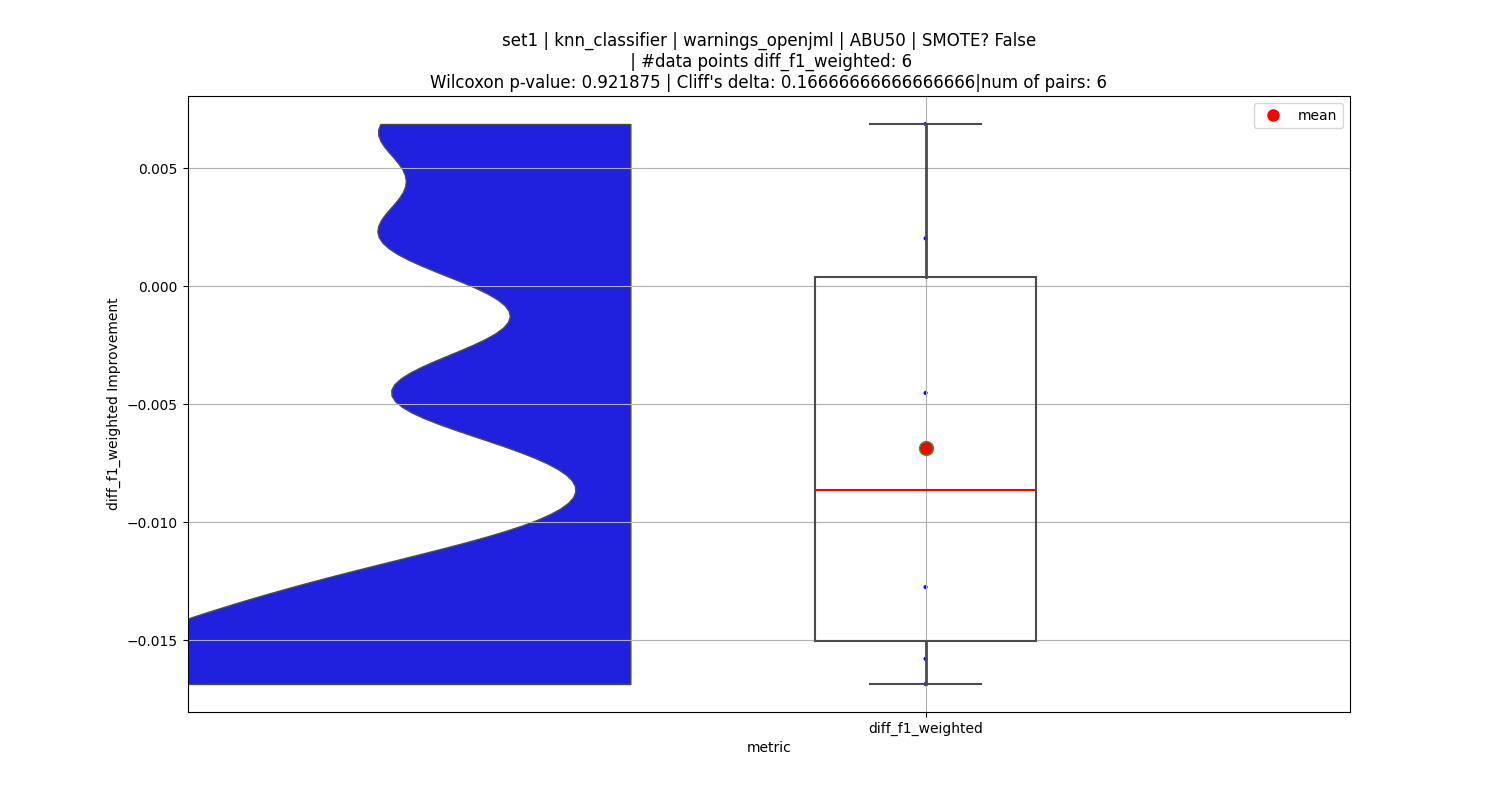 set1 | knn_classifier | warnings_openjml | ABU50 | SMOTE? False
| #data points diff_f1_weighted: 6
Wilcoxon p-value: 0.921875 | Cliff's delta: 0.16666666666666666|num of pairs: 6
mean
0.005
0.000
−0.005
−0.010
−0.015
diff_f1_weighted Improvement
diff_f1_weighted
metric